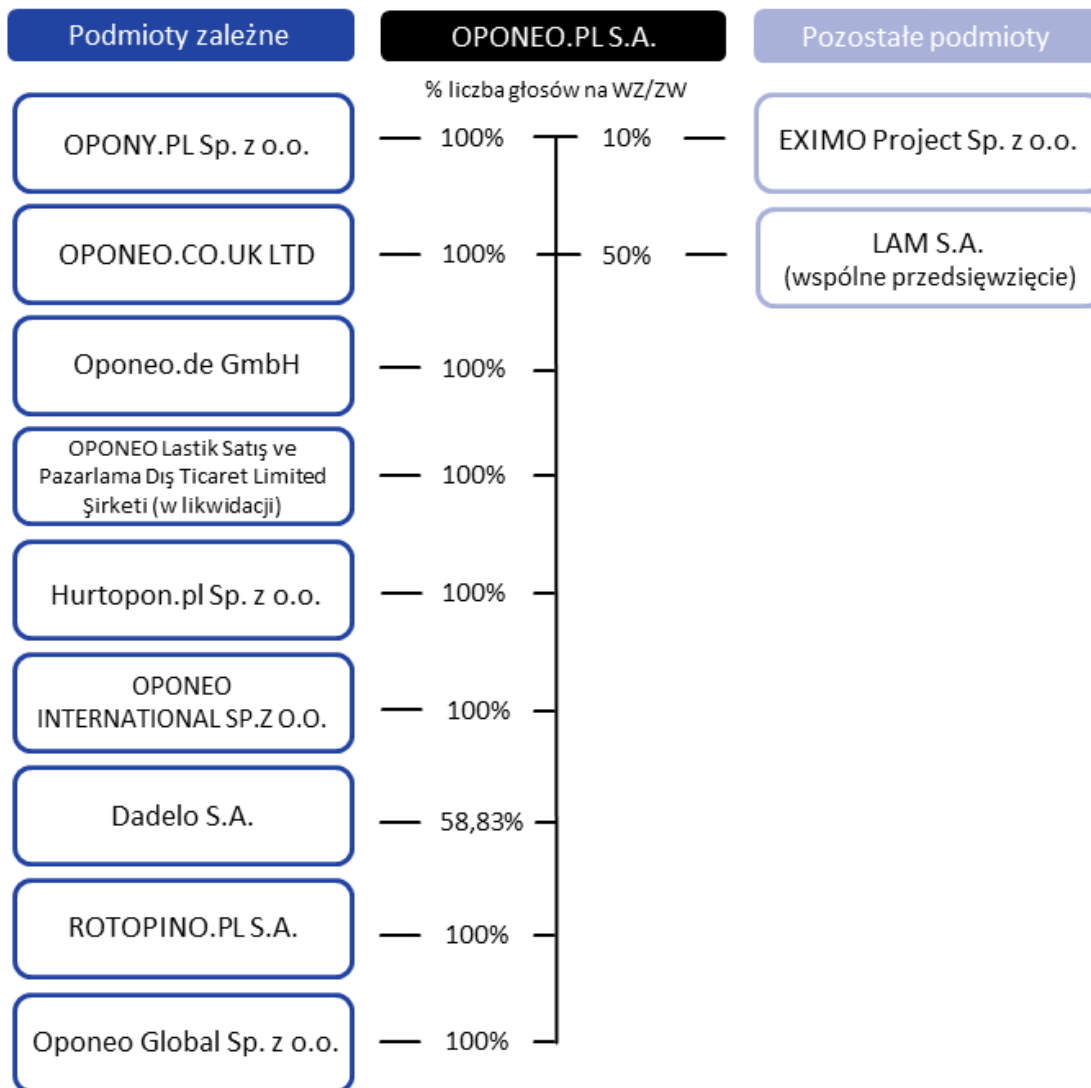 Podmioty zależne
OPONEO.PL S.A.
Pozostałe podmioty
% liczba głosów na WZ/ZW
OPONY.PL Sp. z o.o.
100%
10%
EXIMO Project Sp. z o.o.
OPONEO.CO.UK LTD
100%
50%
LAM S.A.
(wspólne przedsięwzięcie)
Oponeo.de GmbH
100%
OPONEO Lastik Satış ve
Pazarlama Dış Ticaret Limited
Şirketi (w likwidacji)
100%
Hurtopon.pl Sp. z o.o.
100%
OPONEO
INTERNATIONAL SP.Z O.O.
100%
Dadelo S.A.
58,83%
ROTOPINO.PL S.A.
100%
Oponeo Global Sp. z o.o.
100%